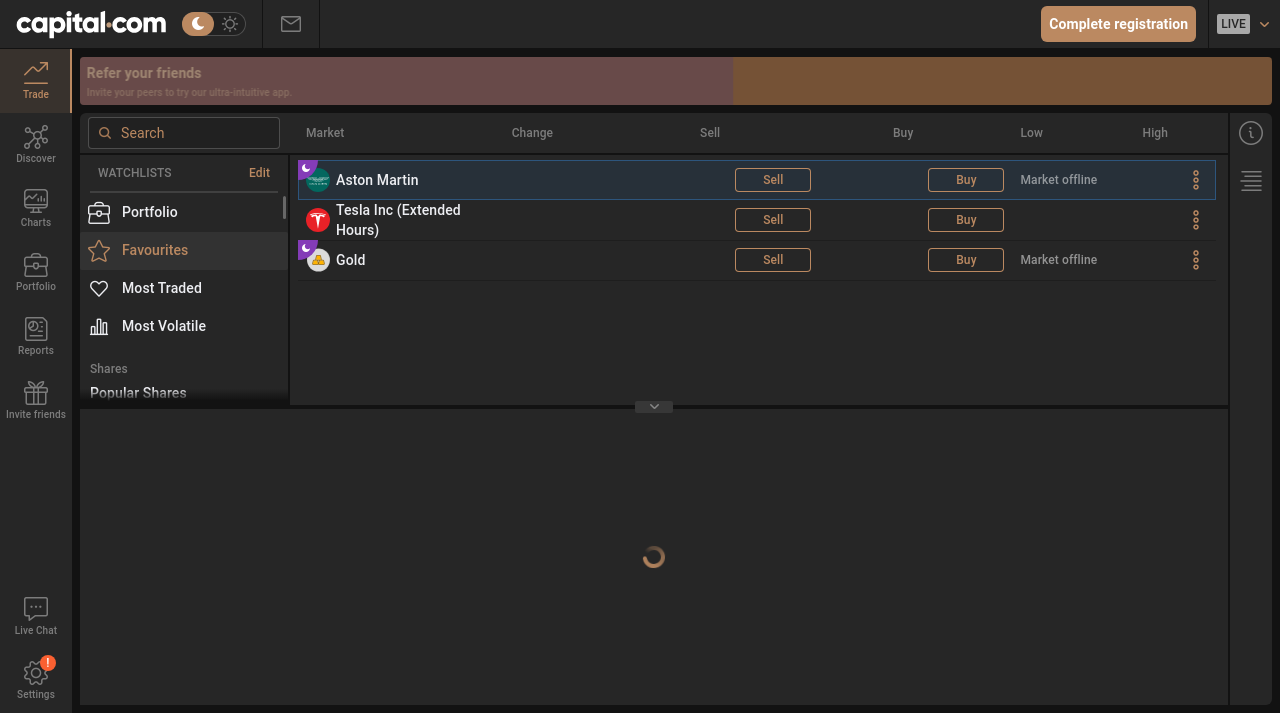 capital.com
Complete registration
LIVE
Trade
Discover
Charts
Portfolio
Reports
Invite friends
Live Chat
Settings
!
Refer your friends
Invite your peers to try our ultra-intuitive app.
Search
Market Change Sell Buy Low High
WATCHLISTS Edit
Portfolio
Favourites
Most Traded
Most Volatile
Shares
Popular Shares
Aston Martin Sell Buy Market offline
Tesla Inc (Extended
Hours) Sell Buy
Gold Sell Buy Market offline